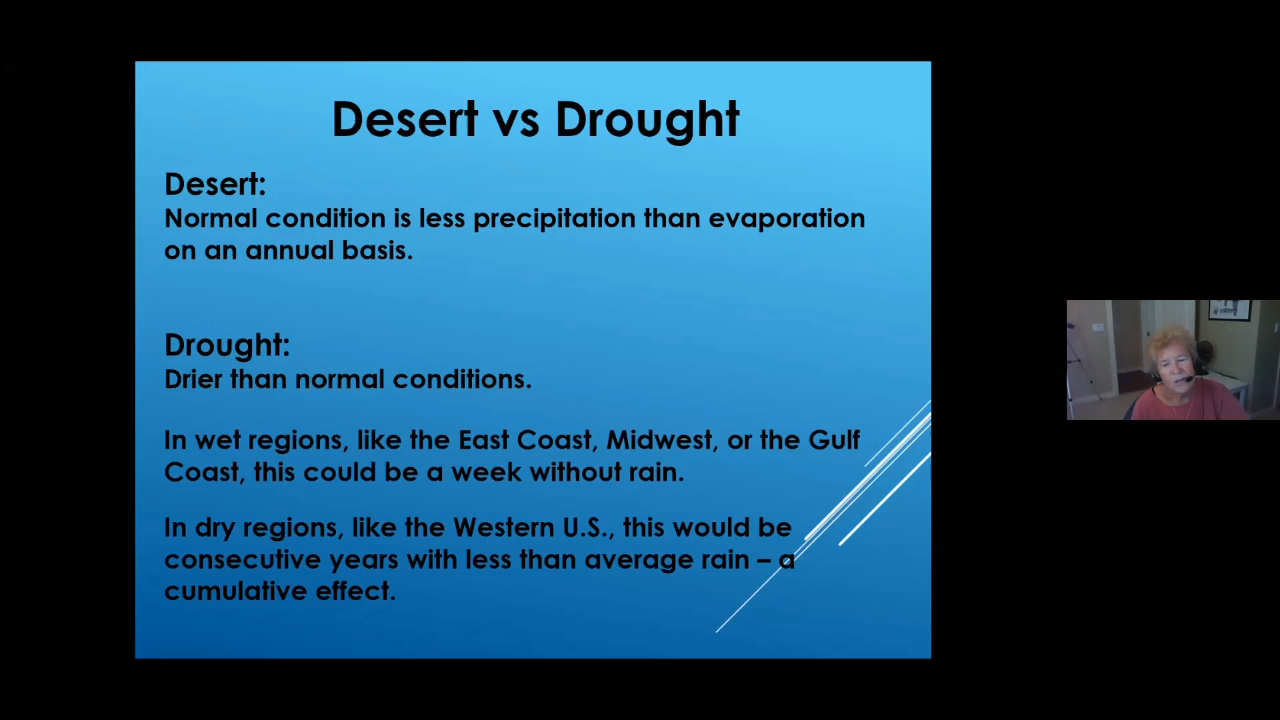 Desert vs Drought
Desert:
Normal condition is less precipitation than evaporation
on an annual basis.
Drought:
Drier than normal conditions.
In wet regions, like the East Coast, Midwest, or the Gulf
Coast, this could be a week without rain.
In dry regions, like the Western U.S., this would be
consecutive years with less than average rain – a
cumulative effect.